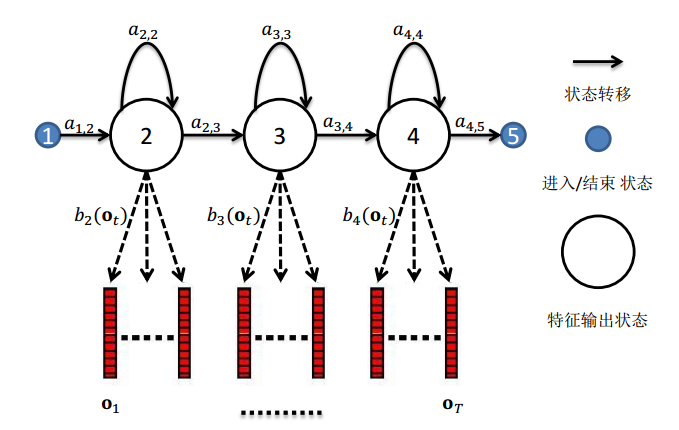 a2,2 a3,3 a4,4
1 a1,2 2 a2,3 3 a3,4 4 a4,5 5
状态转移
进入/结束 状态
b2(ot) b3(ot) b4(ot)
特征输出状态
o1 oT